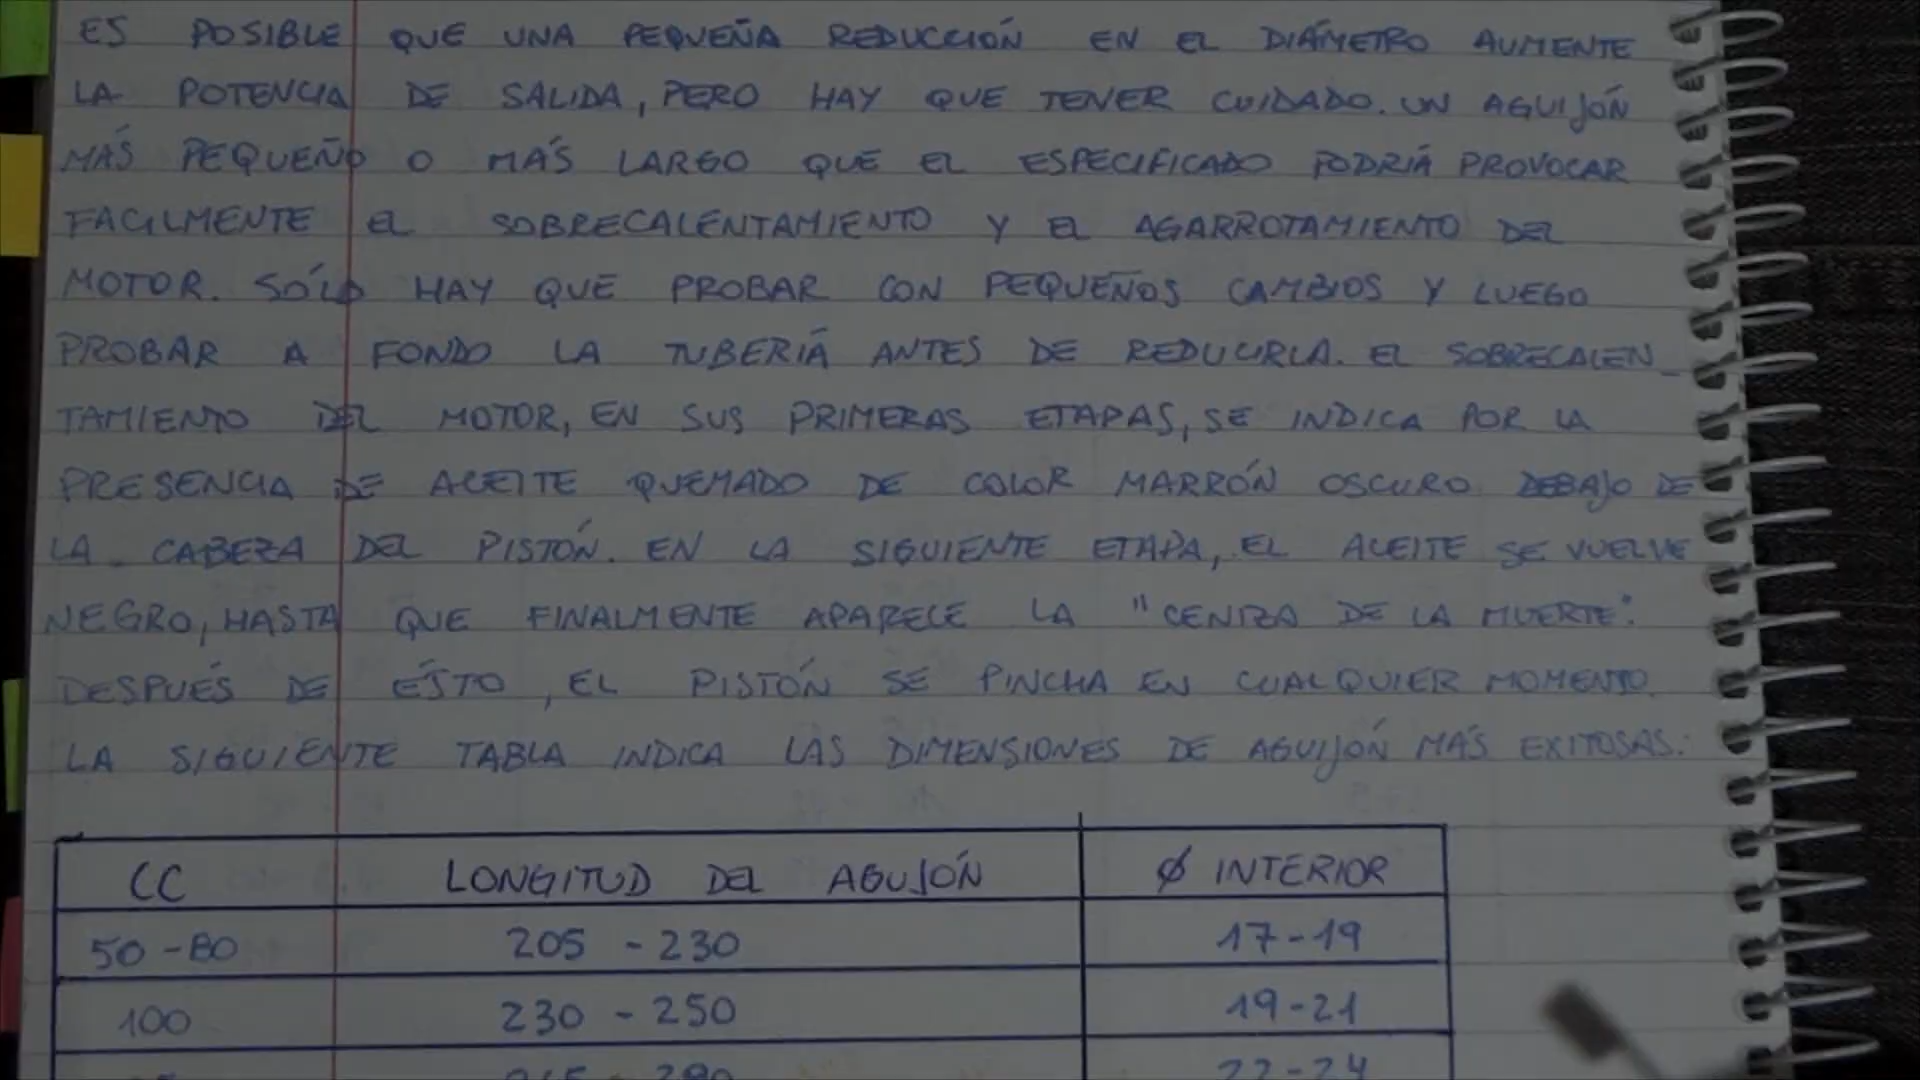 ES POSIBLE QUE UNA PEQUEÑA REDUCCIÓN EN EL DIÁMETRO AUMENTE
LA POTENCIA DE SALIDA, PERO HAY QUE TENER CUIDADO. UN AGUIJÓN
MÁS PEQUEÑO O MÁS LARGO QUE EL ESPECIFICADO PODRÍA PROVOCAR
FACILMENTE EL SOBRECALENTAMIENTO Y EL AGARROTAMIENTO DEL
MOTOR. SÓLO HAY QUE PROBAR CON PEQUEÑOS CAMBIOS Y LUEGO
PROBAR A FONDO LA TUBERÍA ANTES DE REDUCIRLA. EL SOBRECALEN_
TAMIENTO DEL MOTOR, EN SUS PRIMERAS ETAPAS, SE INDICA POR LA
PRESENCIA DE ACEITE QUEMADO DE COLOR MARRÓN OSCURO DEBAJO DE
LA CABEZA DEL PISTÓN. EN LA SIGUIENTE ETAPA, EL ACEITE SE VUELVE
NEGRO, HASTA QUE FINALMENTE APARECE LA "CENIZA DE LA MUERTE".
DESPUÉS DE ÉSTO, EL PISTÓN SE PINCHA EN CUALQUIER MOMENTO.
LA SIGUIENTE TABLA INDICA LAS DIMENSIONES DE AGUIJÓN MÁS EXITOSAS:
CC LONGITUD DEL AGUJÓN Ø INTERIOR
50-80 205 - 230 17-19
100 230 - 250 19-21
22-24